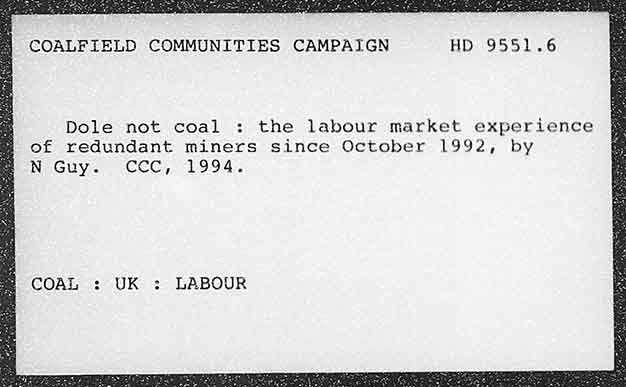 COALFIELD COMMUNITIES CAMPAIGN HD 9551.6
Dole not coal : the labour market experience
of redundant miners since October 1992, by
N Guy. CCC, 1994.
COAL : UK : LABOUR